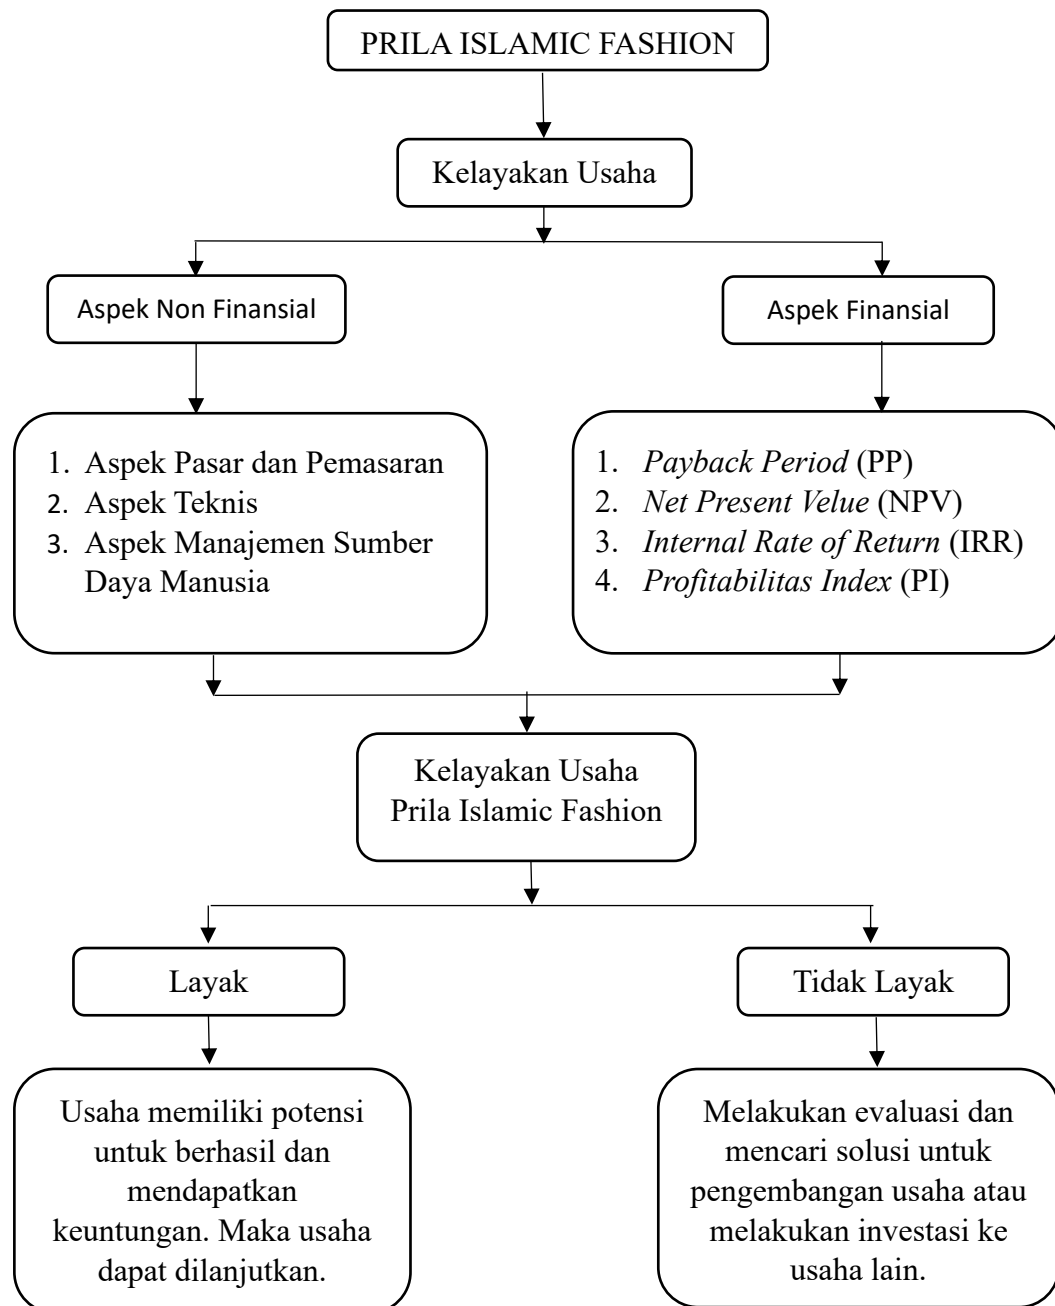 PRILA ISLAMIC FASHION
Kelayakan Usaha
Aspek Non Finansial
Aspek Finansial
1. Aspek Pasar dan Pemasaran
2. Aspek Teknis
3. Aspek Manajemen Sumber
Daya Manusia
1. Payback Period (PP)
2. Net Present Velue (NPV)
3. Internal Rate of Return (IRR)
4. Profitabilitas Index (PI)
Kelayakan Usaha
Prila Islamic Fashion
Layak
Tidak Layak
Usaha memiliki potensi
untuk berhasil dan
mendapatkan
keuntungan. Maka usaha
dapat dilanjutkan.
Melakukan evaluasi dan
mencari solusi untuk
pengembangan usaha atau
melakukan investasi ke
usaha lain.